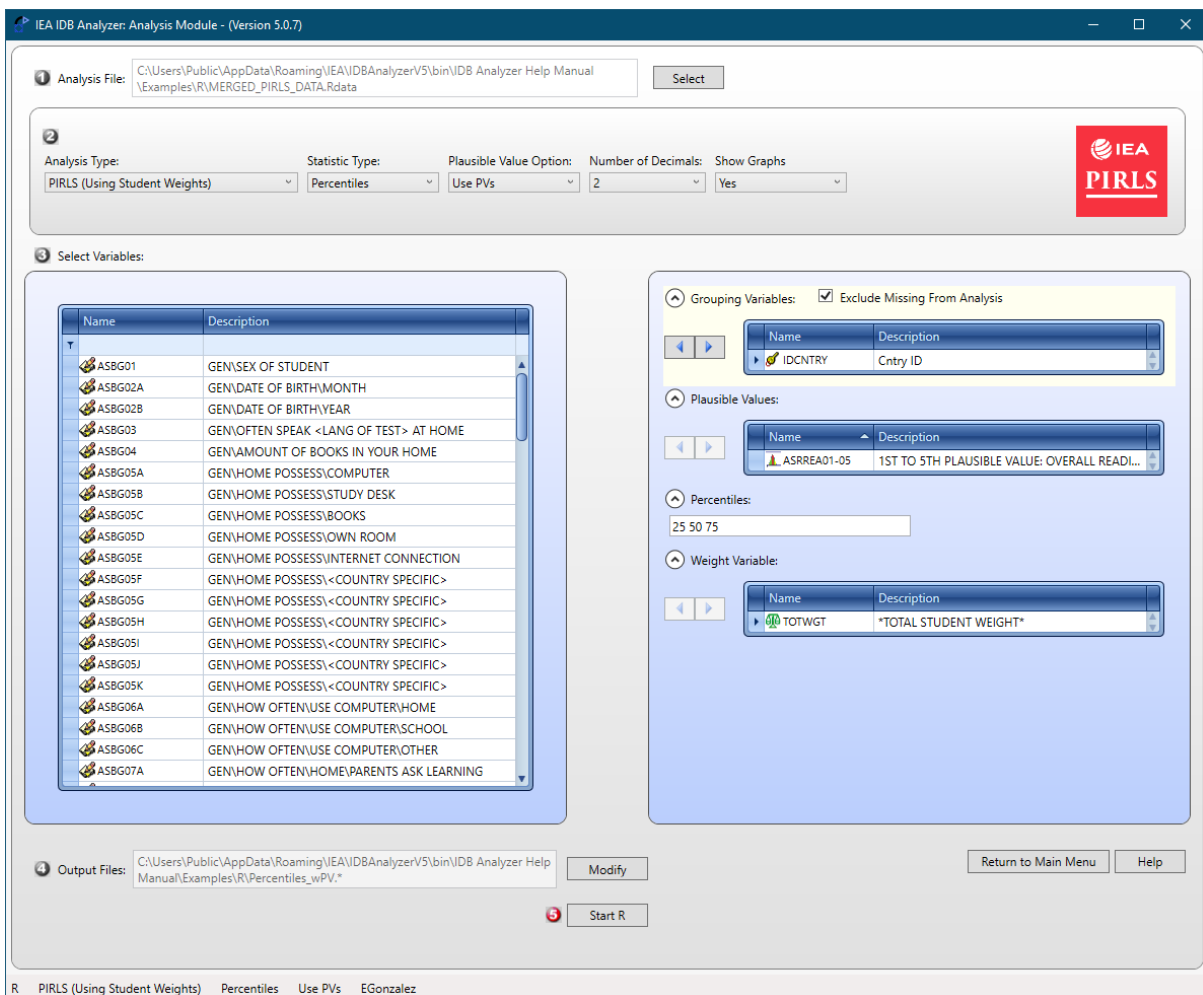 IEA IDB Analyzer: Analysis Module - (Version 5.0.7)
1 Analysis File:
C:\Users\Public\AppData\Roaming\IEA\IDBAnalyzerV5\bin\IDB Analyzer Help Manual
\Examples\R\MERGED_PIRLS_DATA.Rdata
Select
2
Analysis Type: Statistic Type: Plausible Value Option: Number of Decimals: Show Graphs
PIRLS (Using Student Weights) Percentiles Use PVs 2 Yes
IEA
PIRLS
3 Select Variables:
Name Description
ASBG01 GEN\SEX OF STUDENT
ASBG02A GEN\DATE OF BIRTH\MONTH
ASBG02B GEN\DATE OF BIRTH\YEAR
ASBG03 GEN\OFTEN SPEAK <LANG OF TEST> AT HOME
ASBG04 GEN\AMOUNT OF BOOKS IN YOUR HOME
ASBG05A GEN\HOME POSSESS\COMPUTER
ASBG05B GEN\HOME POSSESS\STUDY DESK
ASBG05C GEN\HOME POSSESS\BOOKS
ASBG05D GEN\HOME POSSESS\OWN ROOM
ASBG05E GEN\HOME POSSESS\INTERNET CONNECTION
ASBG05F GEN\HOME POSSESS\<COUNTRY SPECIFIC>
ASBG05G GEN\HOME POSSESS\<COUNTRY SPECIFIC>
ASBG05H GEN\HOME POSSESS\<COUNTRY SPECIFIC>
ASBG05I GEN\HOME POSSESS\<COUNTRY SPECIFIC>
ASBG05J GEN\HOME POSSESS\<COUNTRY SPECIFIC>
ASBG05K GEN\HOME POSSESS\<COUNTRY SPECIFIC>
ASBG06A GEN\HOW OFTEN\USE COMPUTER\HOME
ASBG06B GEN\HOW OFTEN\USE COMPUTER\SCHOOL
ASBG06C GEN\HOW OFTEN\USE COMPUTER\OTHER
ASBG07A GEN\HOW OFTEN\HOME\PARENTS ASK LEARNING
Grouping Variables: Exclude Missing From Analysis
Name Description
IDCNTRY Cntry ID
Plausible Values:
Name Description
ASRREA01-05 1ST TO 5TH PLAUSIBLE VALUE: OVERALL READI...
Percentiles:
25 50 75
Weight Variable:
Name Description
TOTWGT *TOTAL STUDENT WEIGHT*
4 Output Files:
C:\Users\Public\AppData\Roaming\IEA\IDBAnalyzerV5\bin\IDB Analyzer Help
Manual\Examples\R\Percentiles_wPV.*
Modify
Return to Main Menu Help
5 Start R
R PIRLS (Using Student Weights) Percentiles Use PVs EGonzalez